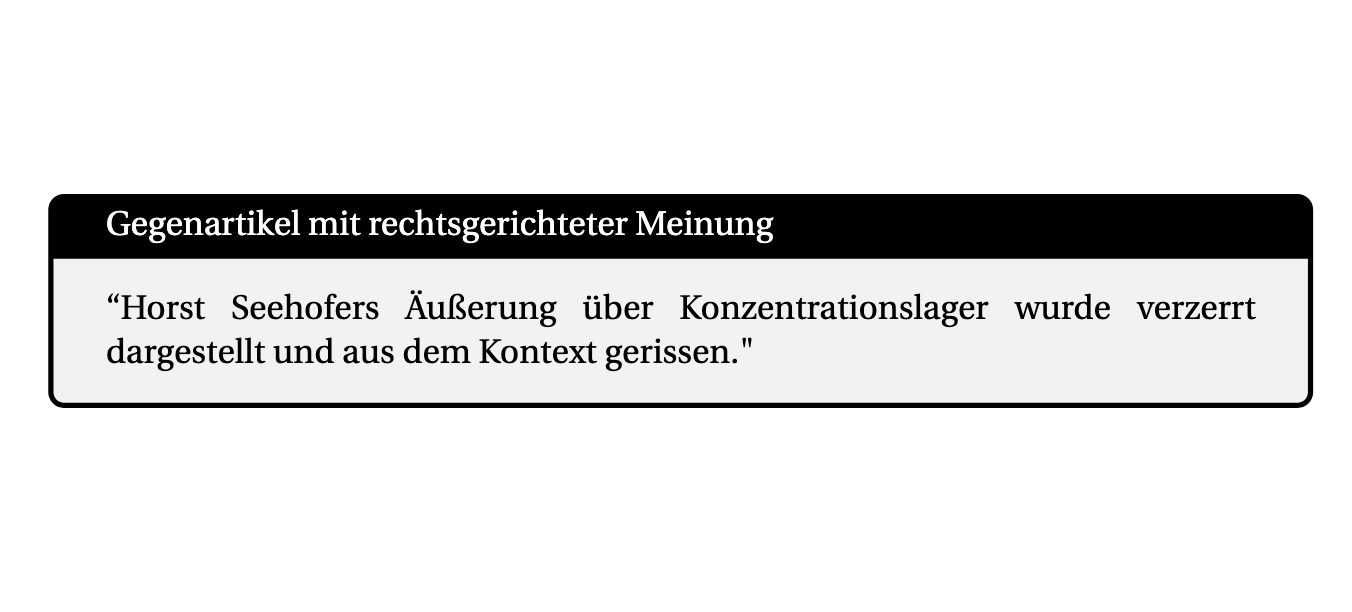 Gegenartikel mit rechtsgerichteter Meinung
“Horst Seehofers Äußerung über Konzentrationslager wurde verzerrt
dargestellt und aus dem Kontext gerissen."